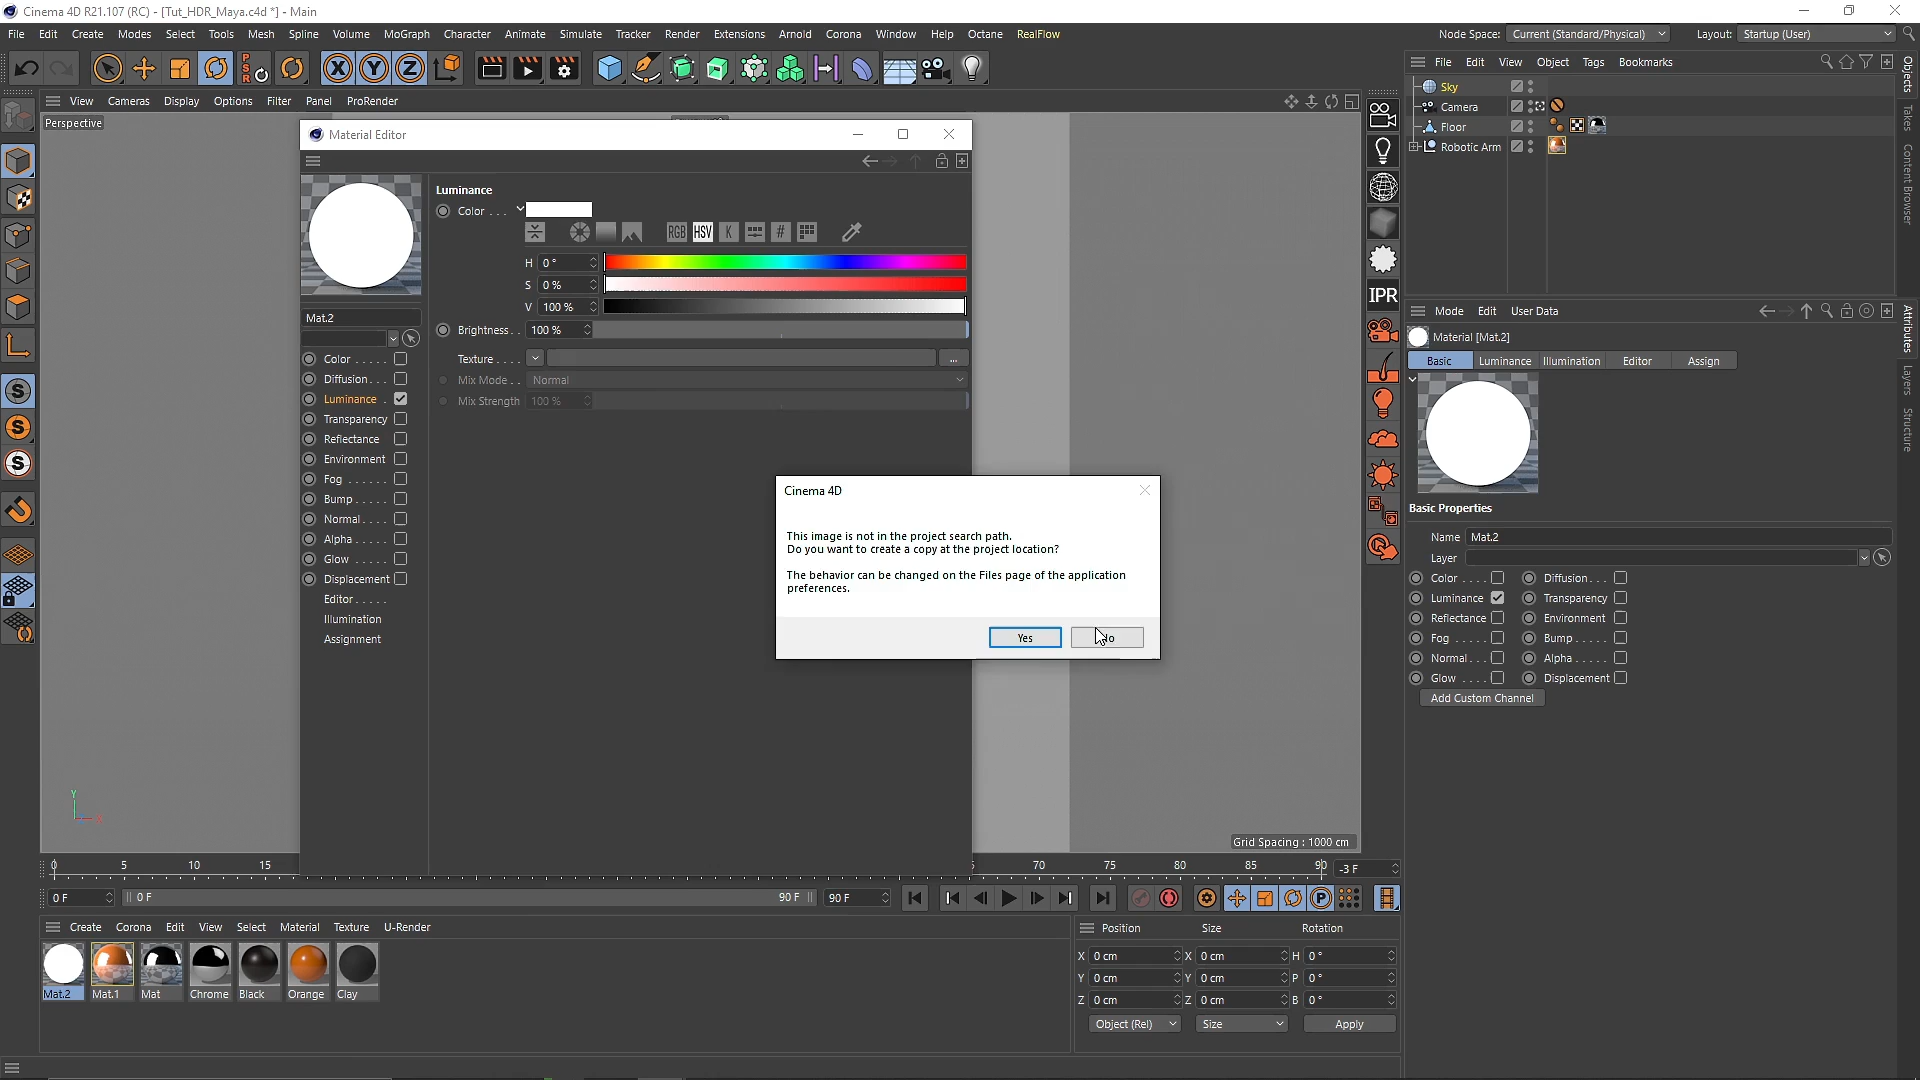 Cinema 4D R21.107 (RC) - [Tut_HDR_Maya.c4d *] - Main
File Edit Create Modes Select Tools Mesh Spline Volume MoGraph Character Animate Simulate Tracker Render Extensions Arnold Corona Window Help Octane RealFlow
Node Space: Current (Standard/Physical) Layout: Startup (User)
PSR X Y Z
File Edit View Object Tags Bookmarks
View Cameras Display Options Filter Panel ProRender
Perspective
Sky
Camera
Floor
Robotic Arm
Objects
Takes
Content Browser
Attributes
Layers
Structure
IPR
Material Editor
Luminance
Color . . .
RGB HSV K #
H 0 °
S 0 %
V 100 %
Brightness . . 100 %
Texture . . . . ...
Mix Mode . . Normal
Mix Strength 100 %
Mat.2
Color . . . . .
Diffusion . . .
Luminance .
Transparency
Reflectance
Environment
Fog . . . . . .
Bump . . . . .
Normal . . . .
Alpha . . . . .
Glow . . . . .
Displacement
Editor . . . . .
Illumination
Assignment
Cinema 4D
This image is not in the project search path.
Do you want to create a copy at the project location?
The behavior can be changed on the Files page of the application
preferences.
Yes
Mode Edit User Data
Material [Mat.2]
Basic Luminance Illumination Editor Assign
Basic Properties
Name Mat.2
Layer
Color . . . . Diffusion . . .
Luminance Transparency
Reflectance Environment
Fog . . . . . Bump . . . . .
Normal . . . Alpha . . . . .
Glow . . . . Displacement
Add Custom Channel
Y
X
Grid Spacing : 1000 cm
0 5 10 15 70 75 80 85 90 -3 F
0 F 0 F 90 F 90 F
P
Create Corona Edit View Select Material Texture U-Render
Mat.2 Mat.1 Mat Chrome Black Orange Clay
Position Size Rotation
X 0 cm X 0 cm H 0 °
Y 0 cm Y 0 cm P 0 °
Z 0 cm Z 0 cm B 0 °
Object (Rel) Size Apply